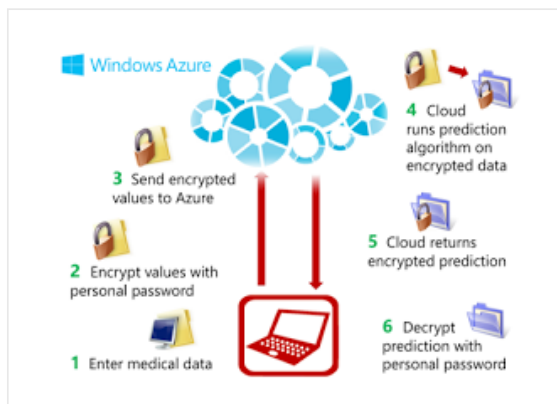 Windows Azure
4 Cloud
runs prediction
algorithm on
encrypted data
3 Send encrypted
values to Azure
5 Cloud returns
encrypted prediction
2 Encrypt values with
personal password
6 Decrypt
prediction with
personal password
1 Enter medical data